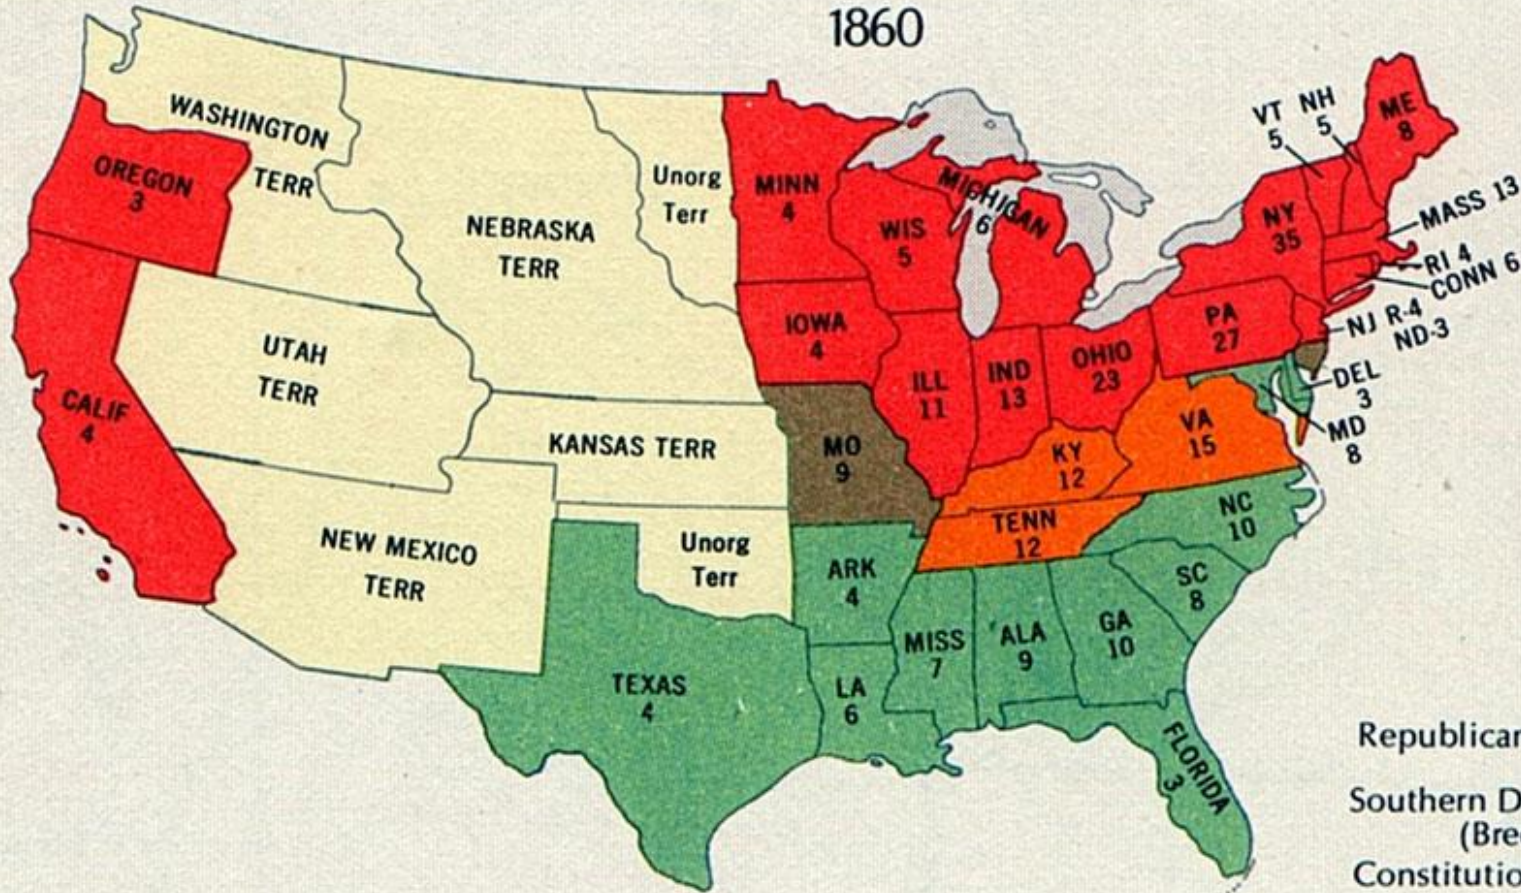 1860
WASHINGTON
TERR
OREGON
3
NEBRASKA
TERR
Unorg
Terr
MINN
4
WIS
5
MICHIGAN
6
VT
5
NH
5
ME
8
NY
35
MASS 13
RI 4
CONN 6
NJ R-4
ND-3
PA
27
IOWA
4
UTAH
TERR
CALIF
4
ILL
11
IND
13
OHIO
23
DEL
3
MD
8
KANSAS TERR
MO
9
KY
12
VA
15
NEW MEXICO
TERR
Unorg
Terr
TENN
12
NC
10
ARK
4
SC
8
TEXAS
4
LA
6
MISS
7
ALA
9
GA
10
FLORIDA
3
Republican
Southern D
(Bre
Constitutio